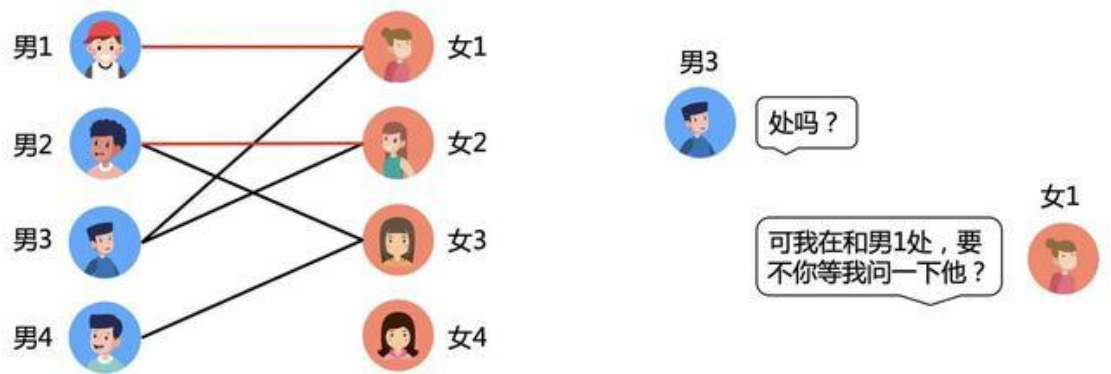 男1
女1
男2
女2
男3
女3
男4
女4
男3
处吗？
女1
可我在和男1处，要
不你等我问一下他？